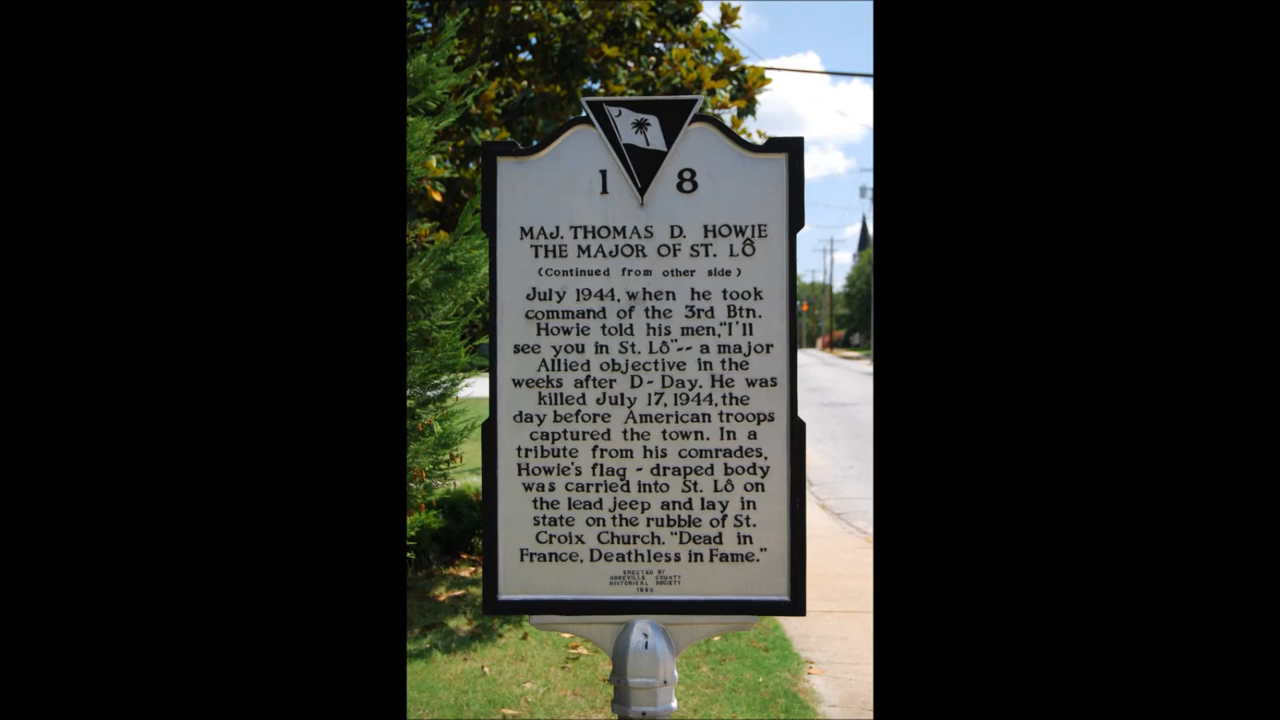 1 8
MAJ. THOMAS D. HOWIE
THE MAJOR OF ST. LÔ
(Continued from other side)
July 1944, when he took
command of the 3rd Btn.
Howie told his men,"I'll
see you in St. Lô"-- a major
Allied objective in the
weeks after D-Day. He was
killed July 17, 1944, the
day before American troops
captured the town. In a
tribute from his comrades,
Howie's flag-draped body
was carried into St. Lô on
the lead jeep and lay in
state on the rubble of St.
Croix Church. "Dead in
France, Deathless in Fame."
ERECTED BY
ABBEVILLE COUNTY
HISTORICAL SOCIETY